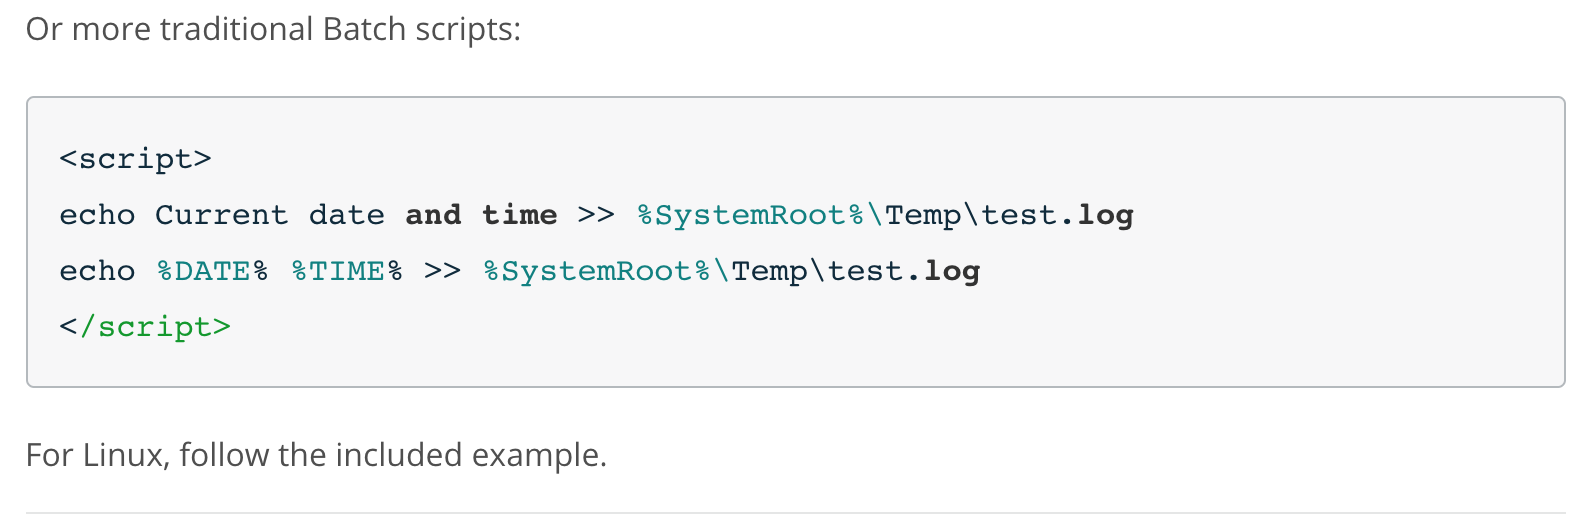 Or more traditional Batch scripts:
<script>
echo Current date and time >> %SystemRoot%\Temp\test.log
echo %DATE% %TIME% >> %SystemRoot%\Temp\test.log
</script>
For Linux, follow the included example.